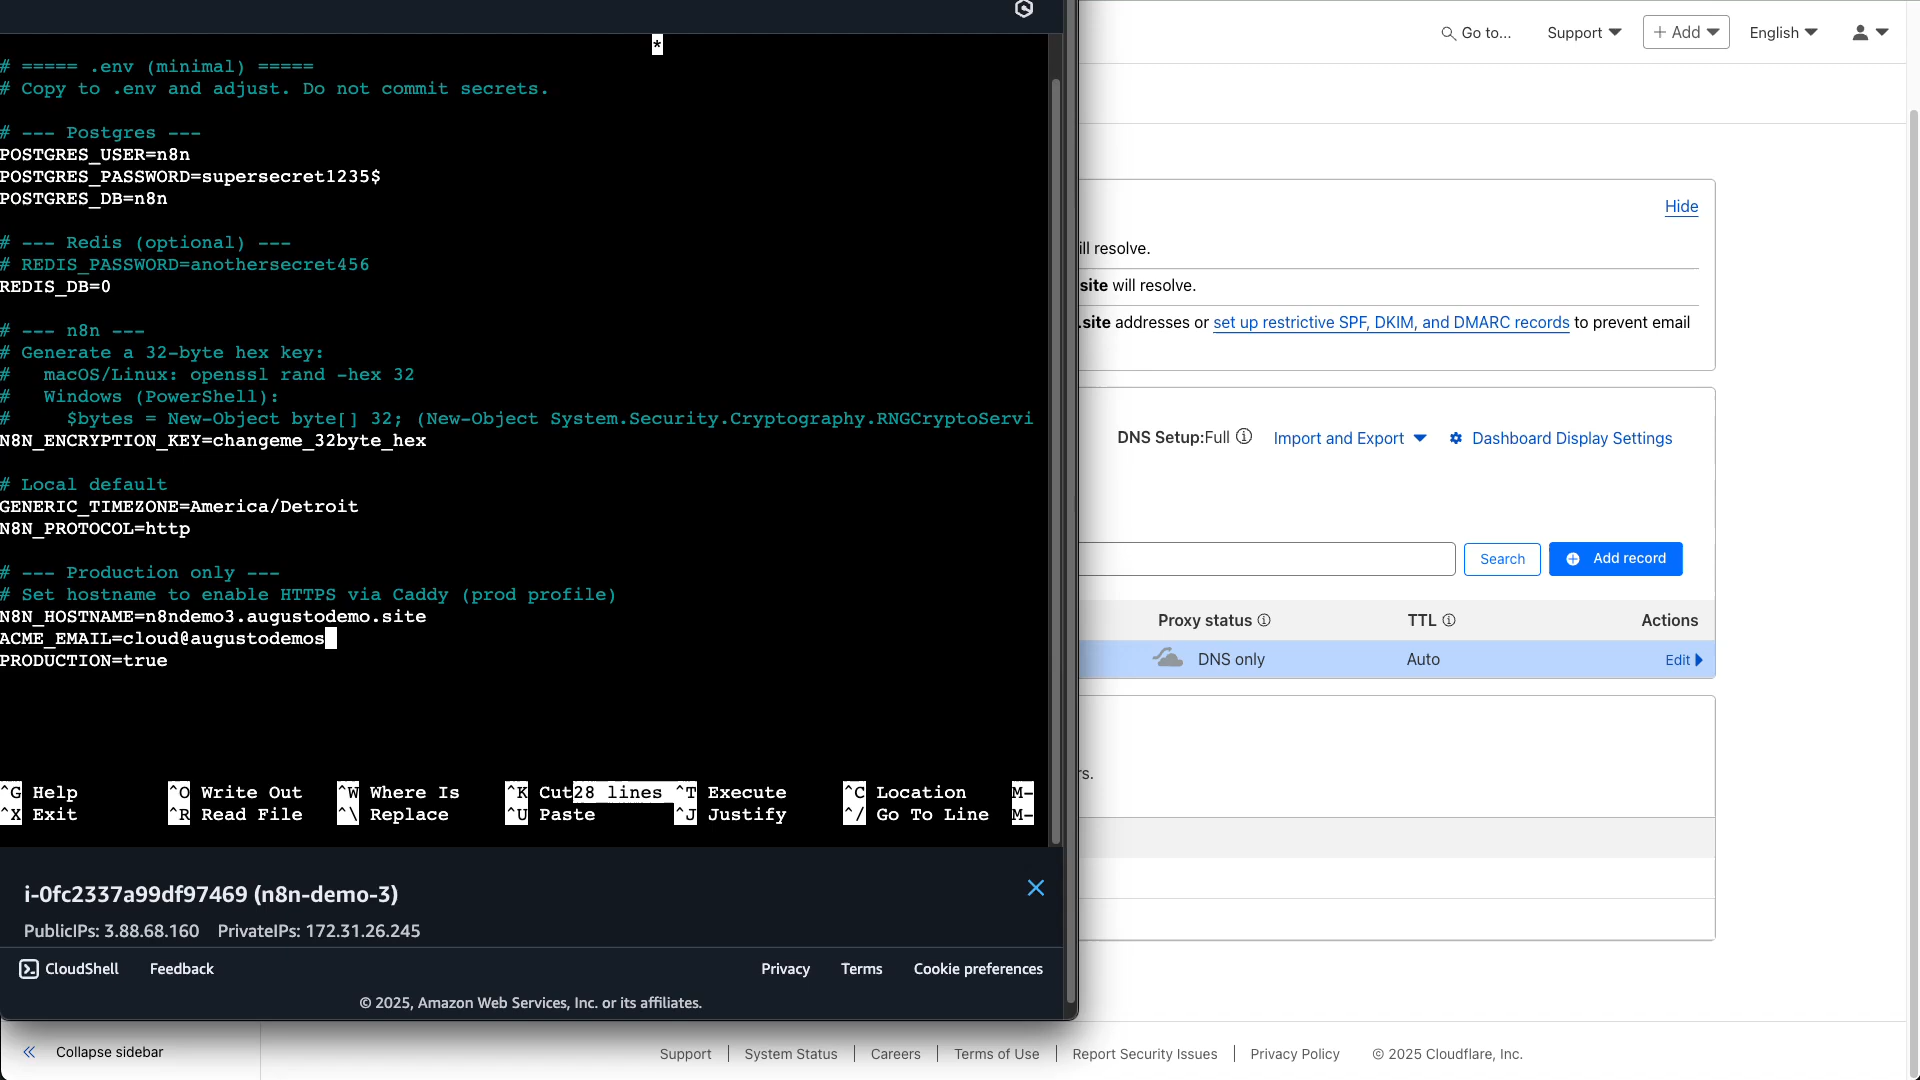 *
# ===== .env (minimal) =====
# Copy to .env and adjust. Do not commit secrets.
# --- Postgres ---
POSTGRES_USER=n8n
POSTGRES_PASSWORD=supersecret1235$
POSTGRES_DB=n8n
# --- Redis (optional) ---
# REDIS_PASSWORD=anothersecret456
REDIS_DB=0
# --- n8n ---
# Generate a 32-byte hex key:
#   macOS/Linux: openssl rand -hex 32
#   Windows (PowerShell):
#     $bytes = New-Object byte[] 32; (New-Object System.Security.Cryptography.RNGCryptoServi
N8N_ENCRYPTION_KEY=changeme_32byte_hex
# Local default
GENERIC_TIMEZONE=America/Detroit
N8N_PROTOCOL=http
# --- Production only ---
# Set hostname to enable HTTPS via Caddy (prod profile)
N8N_HOSTNAME=n8ndemo3.augustodemo.site
ACME_EMAIL=cloud@augustodemos
PRODUCTION=true
^G Help ^O Write Out ^W Where Is ^K Cut 28 lines ^T Execute ^C Location M-
^X Exit ^R Read File ^\ Replace ^U Paste ^J Justify ^/ Go To Line M-
i-0fc2337a99df97469 (n8n-demo-3)
PublicIPs: 3.88.68.160 PrivateIPs: 172.31.26.245
CloudShell Feedback Privacy Terms Cookie preferences
© 2025, Amazon Web Services, Inc. or its affiliates.
Go to... Support + Add English
Hide
ill resolve.
site will resolve.
.site addresses or set up restrictive SPF, DKIM, and DMARC records to prevent email
DNS Setup:Full Import and Export Dashboard Display Settings
Search Add record
Proxy status TTL Actions
DNS only Auto Edit
rs.
Collapse sidebar
Support System Status Careers Terms of Use Report Security Issues Privacy Policy © 2025 Cloudflare, Inc.